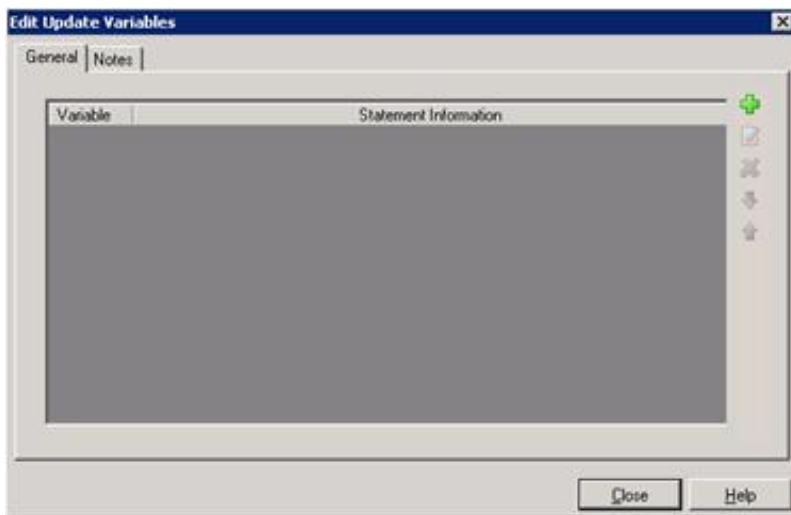 Edit Update Variables
General Notes
Variable Statement Information
Close Help